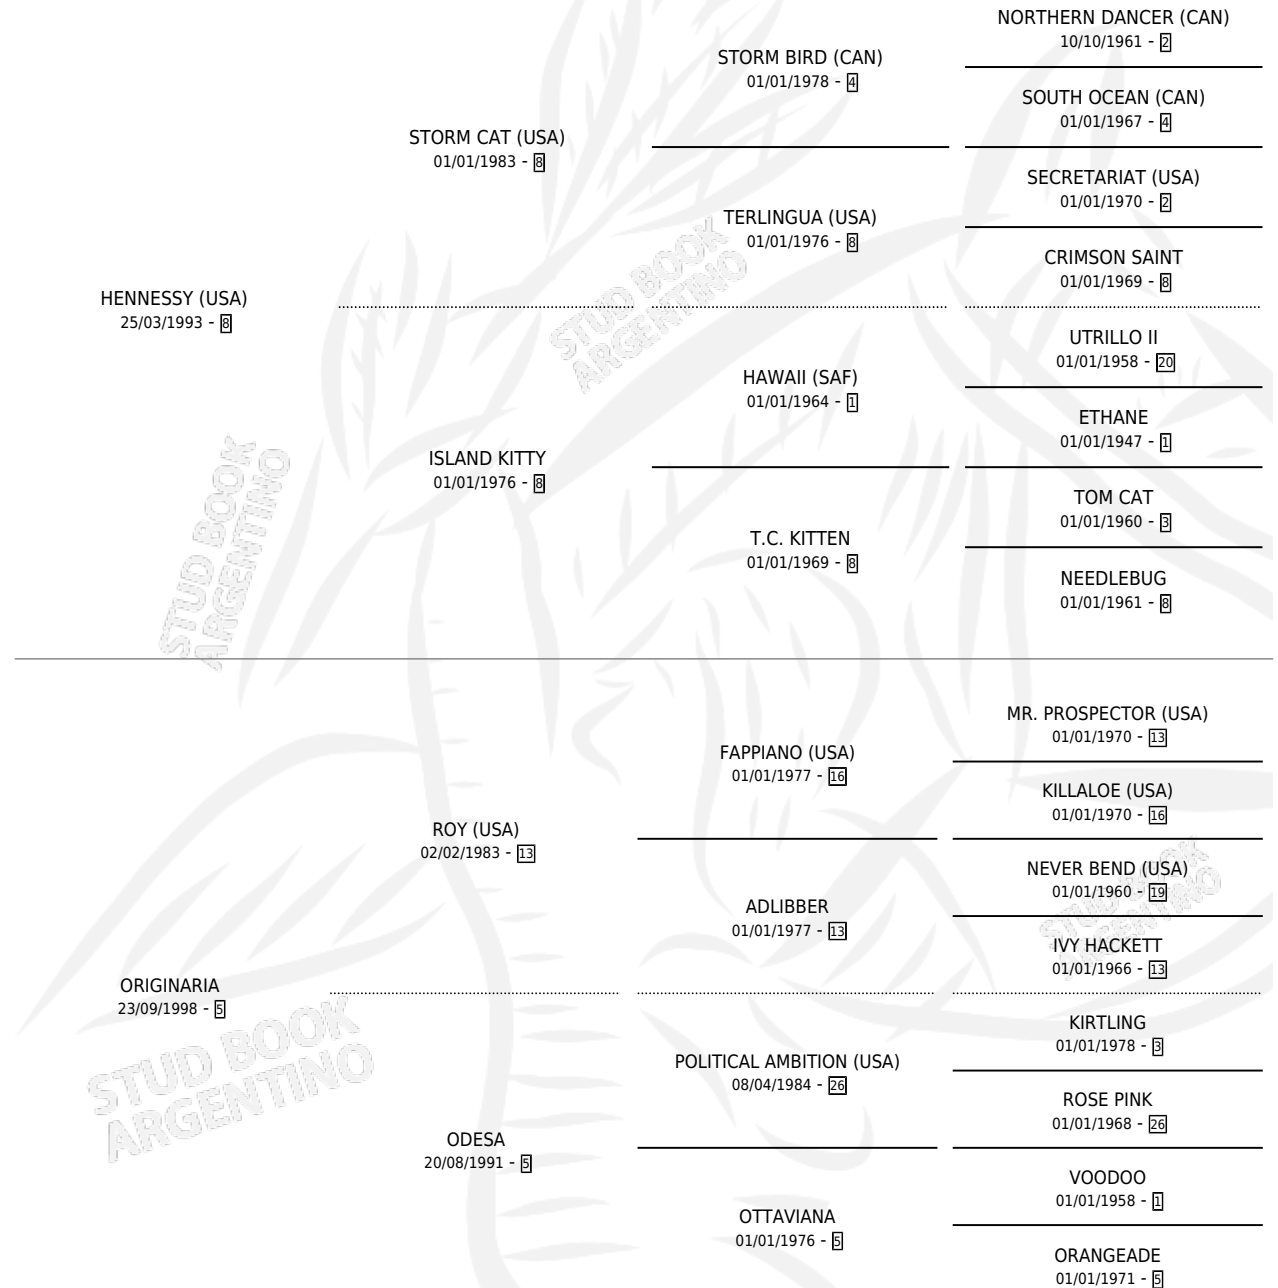 NORTHERN DANCER (CAN)
10/10/1961 - 2
STORM BIRD (CAN)
01/01/1978 - 4
SOUTH OCEAN (CAN)
01/01/1967 - 4
STORM CAT (USA)
01/01/1983 - 8
SECRETARIAT (USA)
01/01/1970 - 2
TERLINGUA (USA)
01/01/1976 - 8
CRIMSON SAINT
01/01/1969 - 8
HENNESSY (USA)
25/03/1993 - 8
STUD BOOK
ARGENTINO
UTRILLO II
01/01/1958 - 20
HAWAII (SAF)
01/01/1964 - 1
ETHANE
01/01/1947 - 1
ISLAND KITTY
01/01/1976 - 8
TOM CAT
01/01/1960 - 3
T.C. KITTEN
01/01/1969 - 8
NEEDLEBUG
01/01/1961 - 8
STUD BOOK
ARGENTINO
MR. PROSPECTOR (USA)
01/01/1970 - 13
FAPPIANO (USA)
01/01/1977 - 16
KILLALOE (USA)
01/01/1970 - 16
ROY (USA)
02/02/1983 - 13
NEVER BEND (USA)
01/01/1960 - 19
ADLIBBER
01/01/1977 - 13
IVY HACKETT
01/01/1966 - 13
STUD BOOK
ARGENTINO
ORIGINARIA
23/09/1998 - 5
KIRTLING
01/01/1978 - 3
POLITICAL AMBITION (USA)
08/04/1984 - 26
ROSE PINK
01/01/1968 - 26
STUD BOOK
ARGENTINO
ODESA
20/08/1991 - 5
VOODOO
01/01/1958 - 1
OTTAVIANA
01/01/1976 - 5
ORANGEADE
01/01/1971 - 5